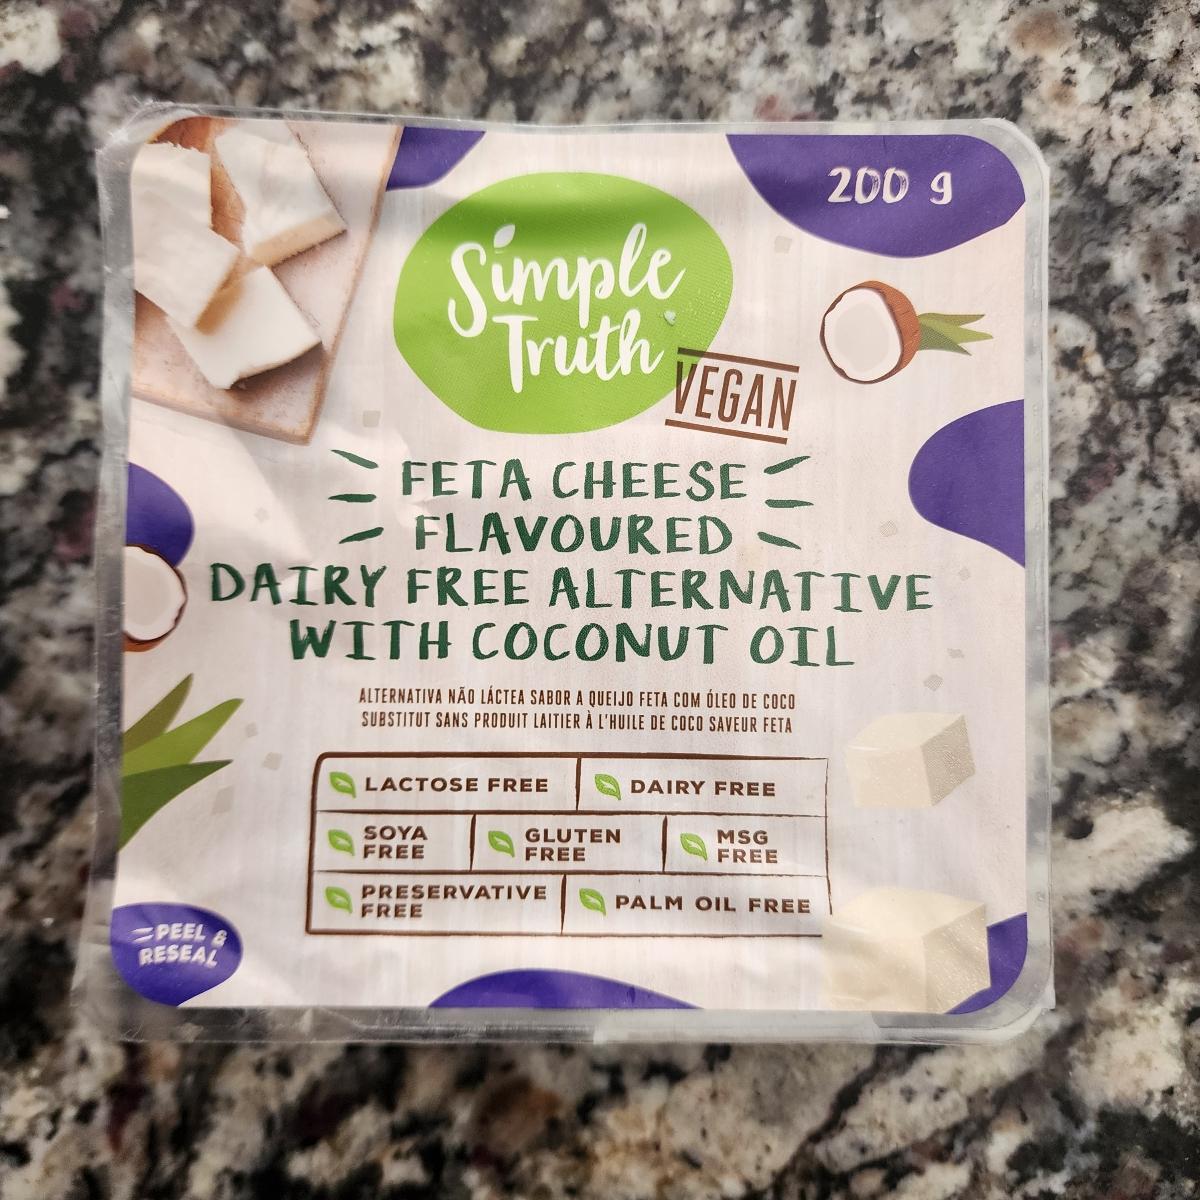 200 g
Simple
Truth
VEGAN
FETA CHEESE
FLAVOURED
DAIRY FREE ALTERNATIVE
WITH COCONUT OIL
ALTERNATIVA NÃO LÁCTEA SABOR A QUEIJO FETA COM ÓLEO DE COCO
SUBSTITUT SANS PRODUIT LAITIER À L'HUILE DE COCO SAVEUR FETA
LACTOSE FREE
DAIRY FREE
SOYA
FREE
GLUTEN
FREE
MSG
FREE
PRESERVATIVE
FREE
PALM OIL FREE
PEEL &
RESEAL